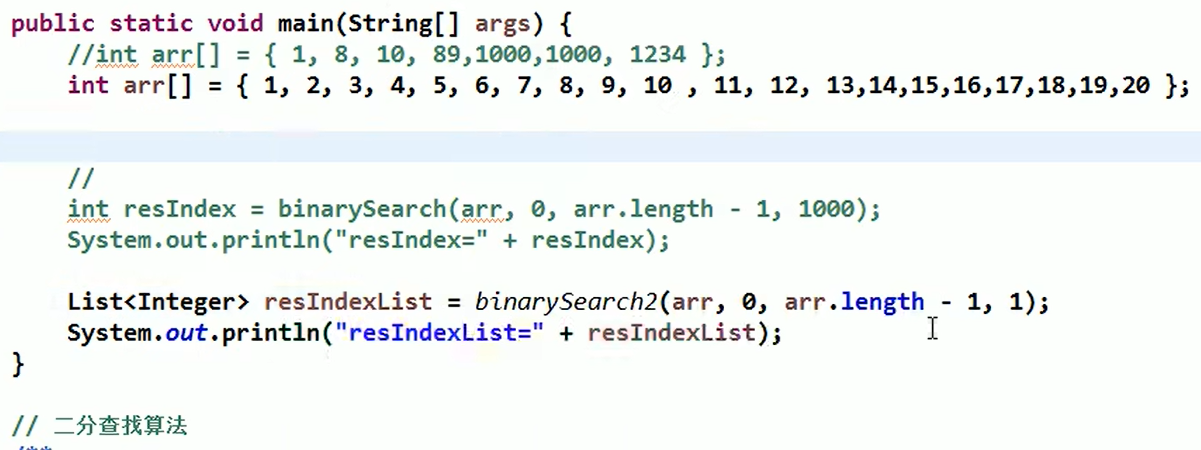 public static void main(String[] args) {
//int arr[] = { 1, 8, 10, 89,1000,1000, 1234 };
int arr[] = { 1, 2, 3, 4, 5, 6, 7, 8, 9, 10 , 11, 12, 13,14,15,16,17,18,19,20 };
//
int resIndex = binarySearch(arr, 0, arr.length - 1, 1000);
System.out.println("resIndex=" + resIndex);
List<Integer> resIndexList = binarySearch2(arr, 0, arr.length - 1, 1);
System.out.println("resIndexList=" + resIndexList);
}
// 二分查找算法
/**